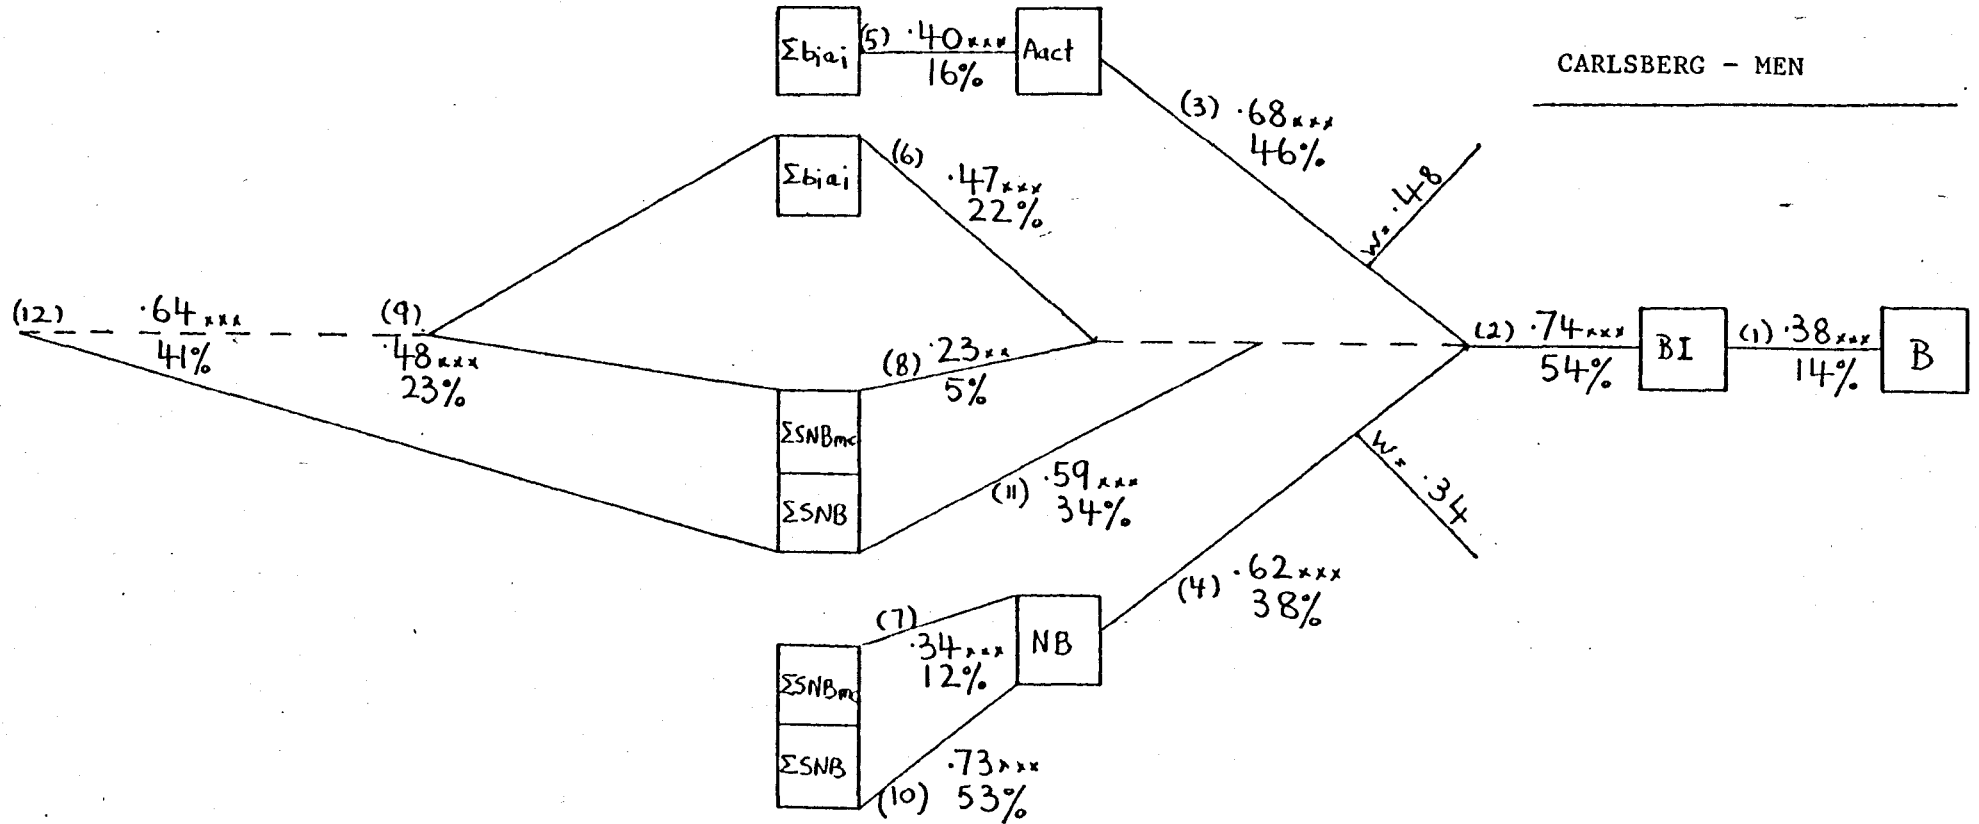 CARLSBERG - MEN
Σbiai
(5) .40xxx
16%
Aact
(3) .68xxx
46%
Σbiai
(6)
.47xxx
22%
W= .48
(12)
.64xxx
41%
(9)
.48xxx
23%
(8) .23xx
5%
(2) .74xxx
54%
BI
(1) .38xxx
14%
B
ΣSNBmc
ΣSNB
(11) .59xxx
34%
W= .34
(4) .62xxx
38%
(7)
.34xxx
12%
NB
ΣSNBmc
ΣSNB
(10) .73xxx
53%